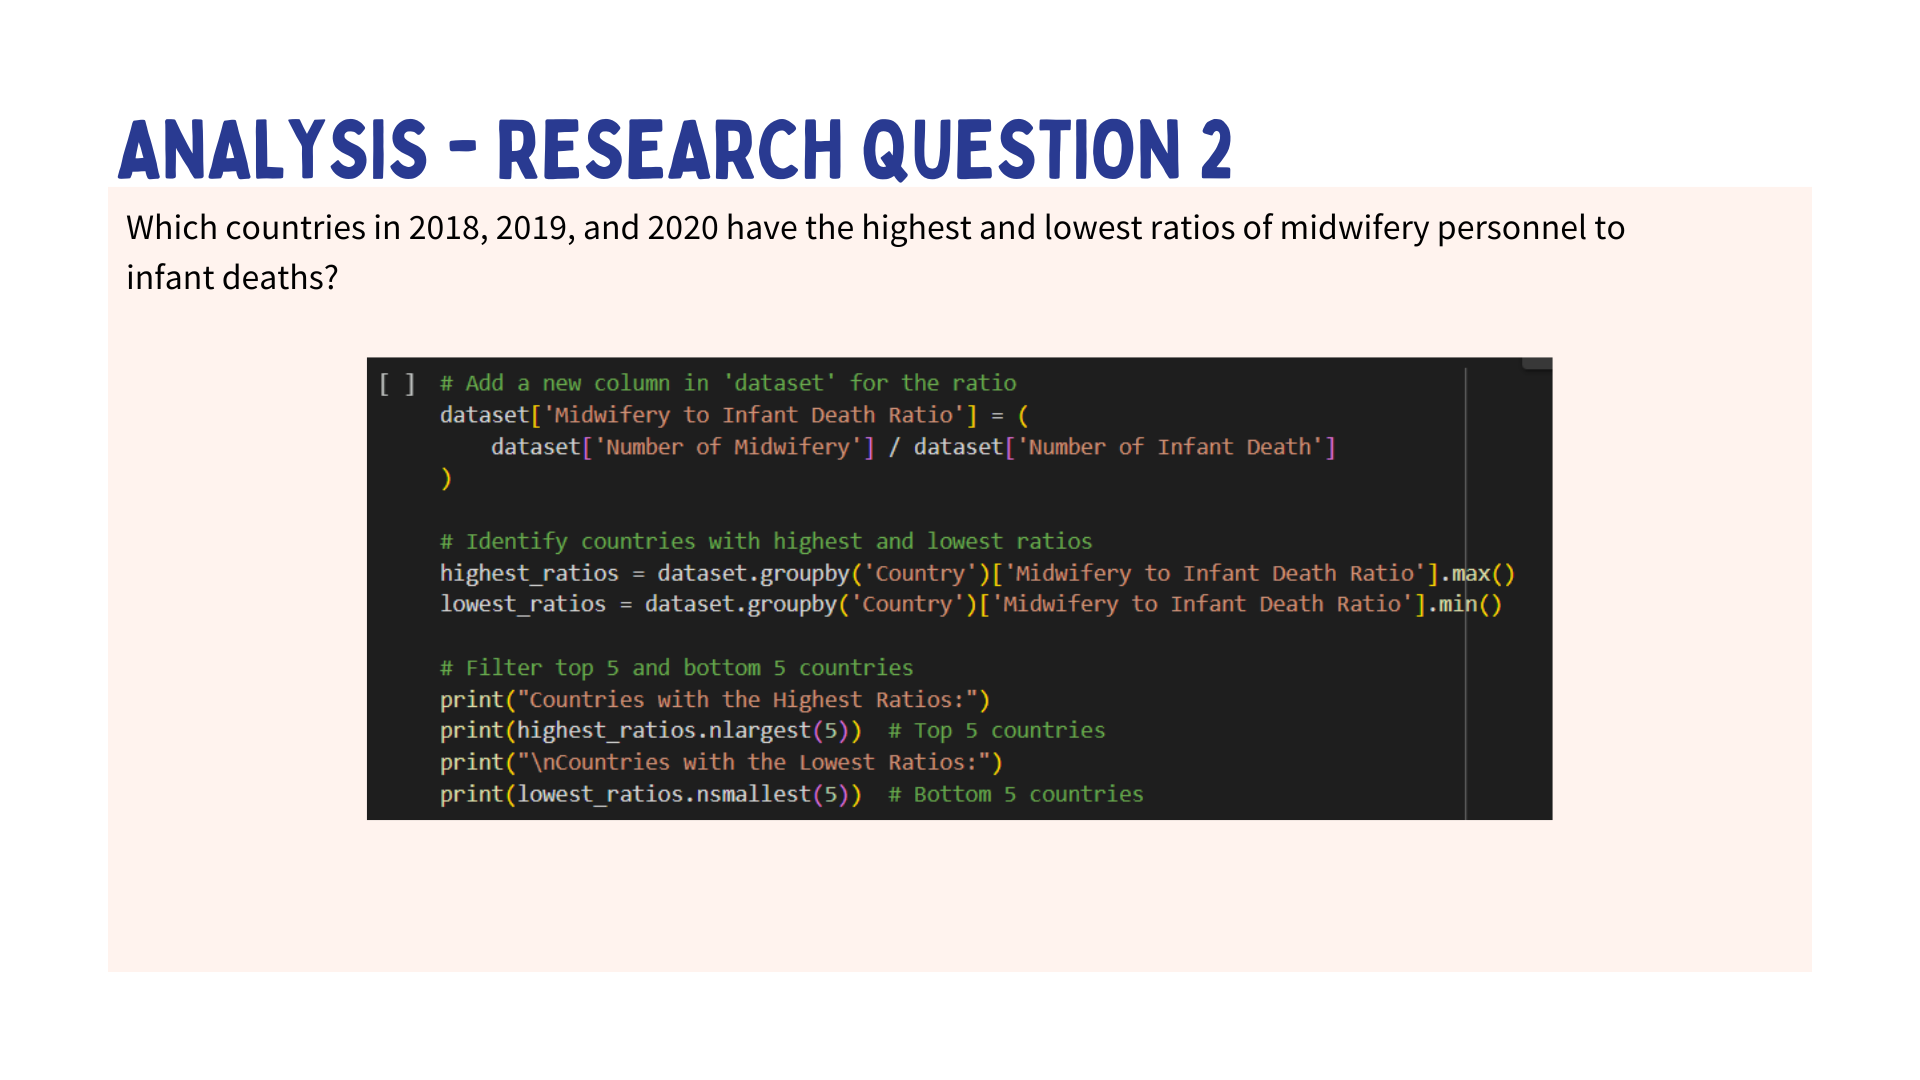 ANALYSIS - RESEARCH QUESTION 2
Which countries in 2018, 2019, and 2020 have the highest and lowest ratios of midwifery personnel to
infant deaths?
[ ] # Add a new column in 'dataset' for the ratio
dataset['Midwifery to Infant Death Ratio'] = (
    dataset['Number of Midwifery'] / dataset['Number of Infant Death']
)
# Identify countries with highest and lowest ratios
highest_ratios = dataset.groupby('Country')['Midwifery to Infant Death Ratio'].max()
lowest_ratios = dataset.groupby('Country')['Midwifery to Infant Death Ratio'].min()
# Filter top 5 and bottom 5 countries
print("Countries with the Highest Ratios:")
print(highest_ratios.nlargest(5))  # Top 5 countries
print("\nCountries with the Lowest Ratios:")
print(lowest_ratios.nsmallest(5))  # Bottom 5 countries